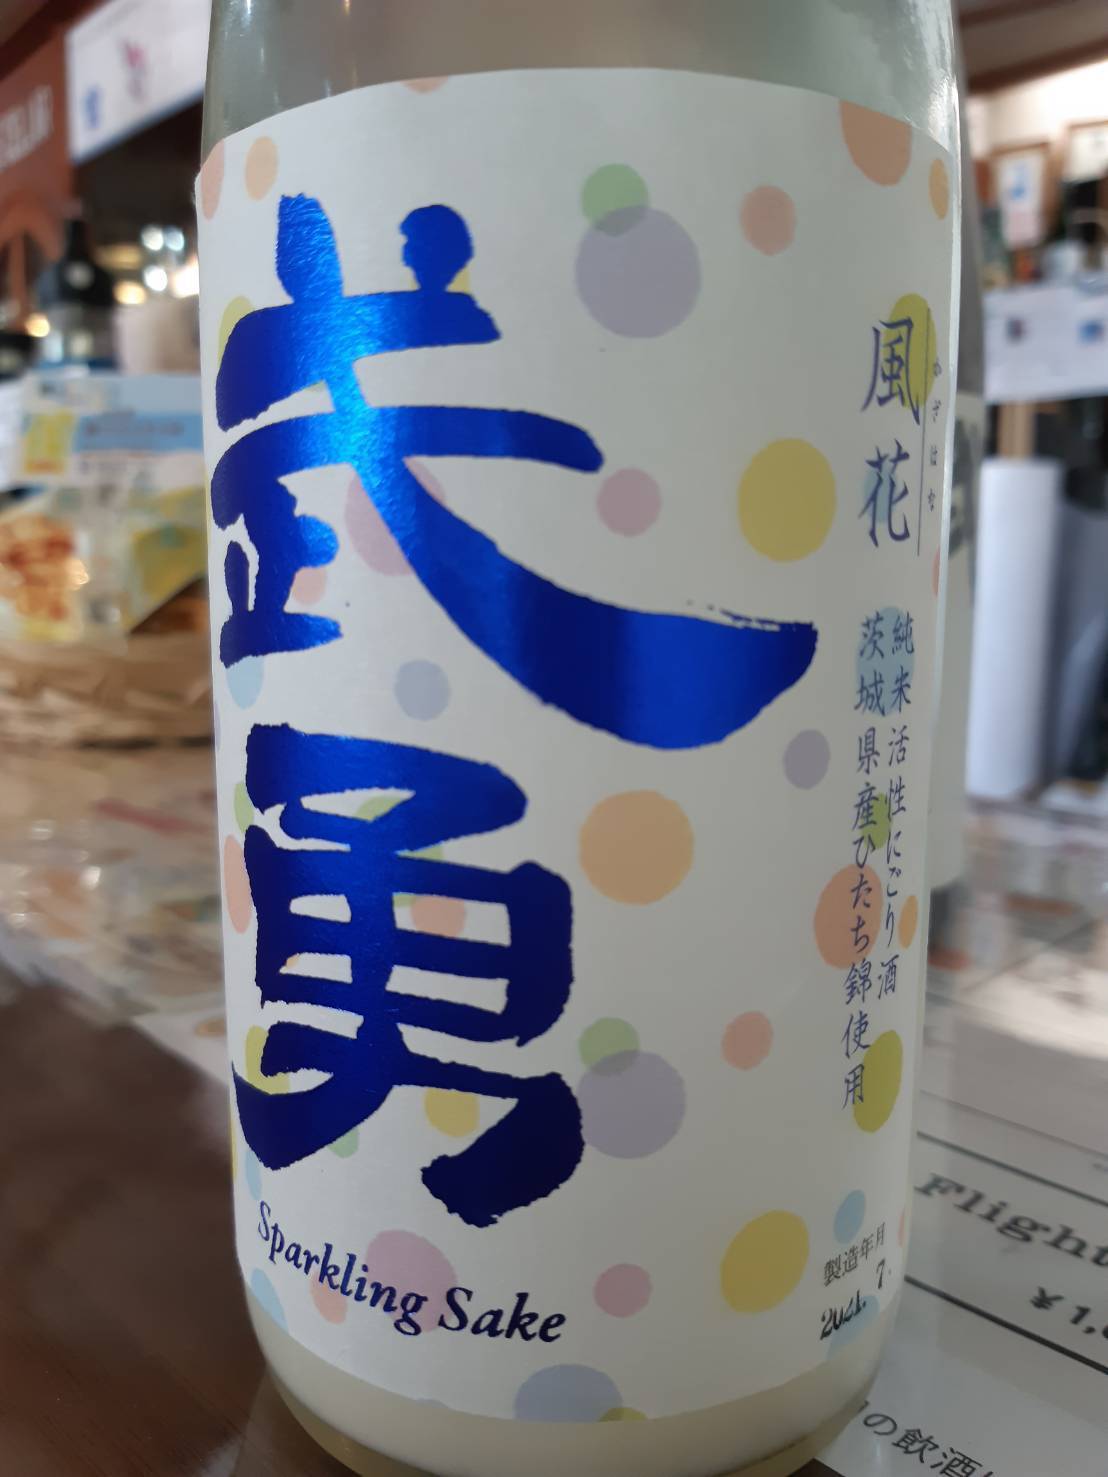 武勇
風花
かざはな
純米 活性にごり酒
茨城県産ひたち錦使用
Sparkling Sake
製造年月
2021. 7.
Flight
¥ 1,
の飲酒